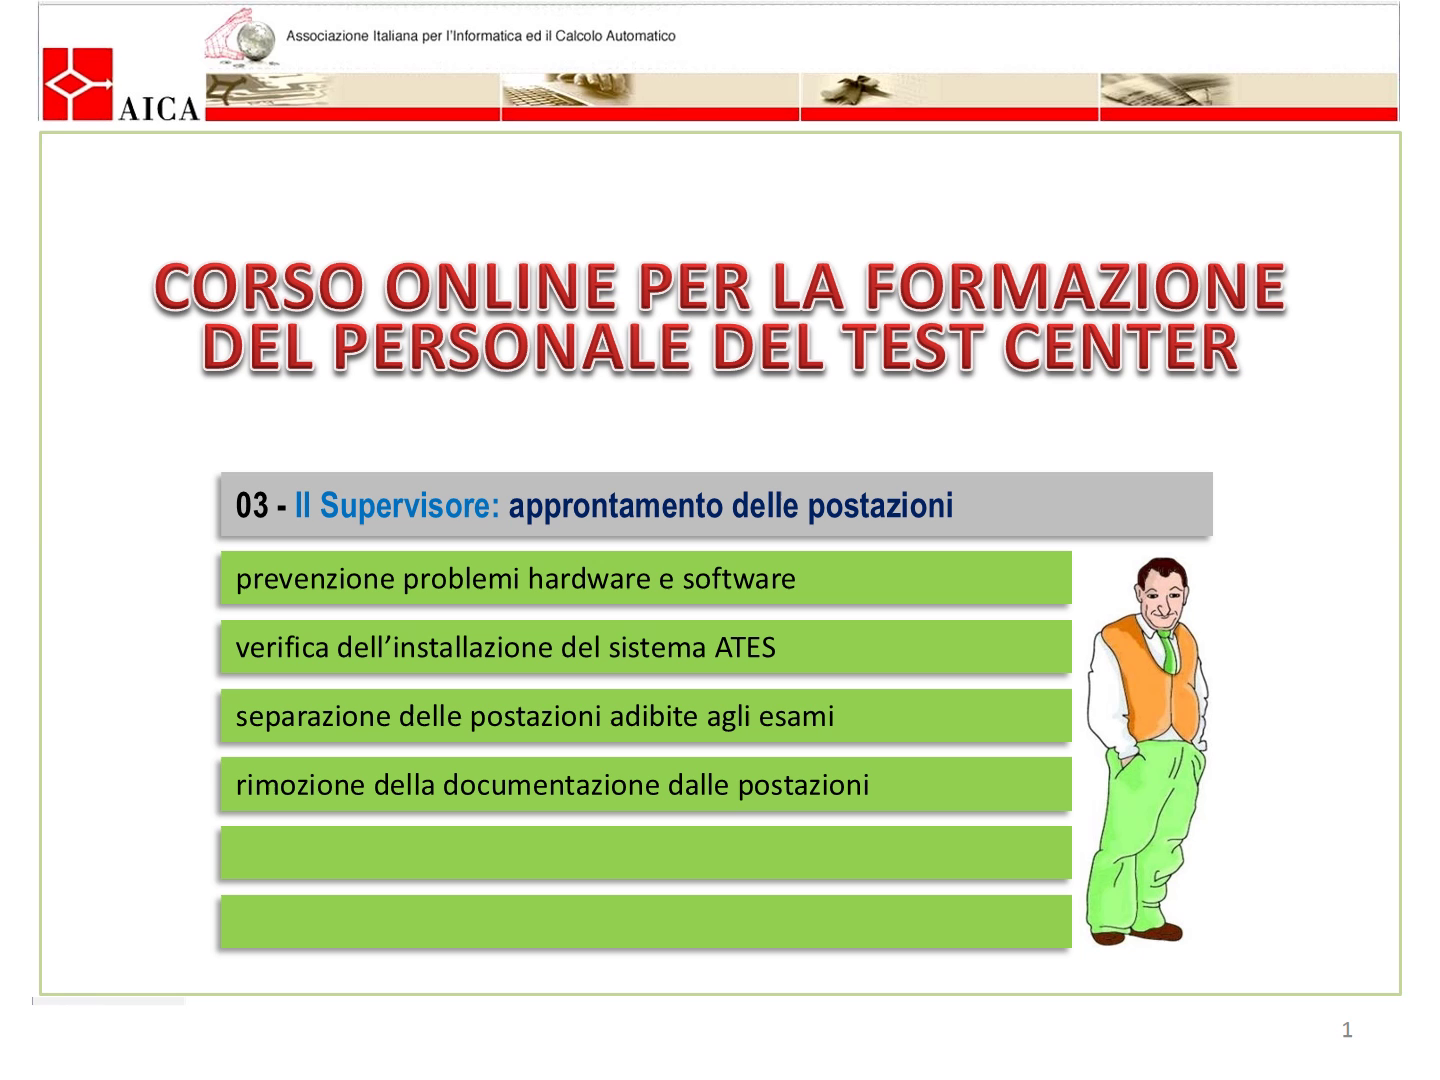 Associazione Italiana per l'Informatica ed il Calcolo Automatico
AICA
CORSO ONLINE PER LA FORMAZIONE
DEL PERSONALE DEL TEST CENTER
03 - Il Supervisore: approntamento delle postazioni
prevenzione problemi hardware e software
verifica dell’installazione del sistema ATES
separazione delle postazioni adibite agli esami
rimozione della documentazione dalle postazioni
1